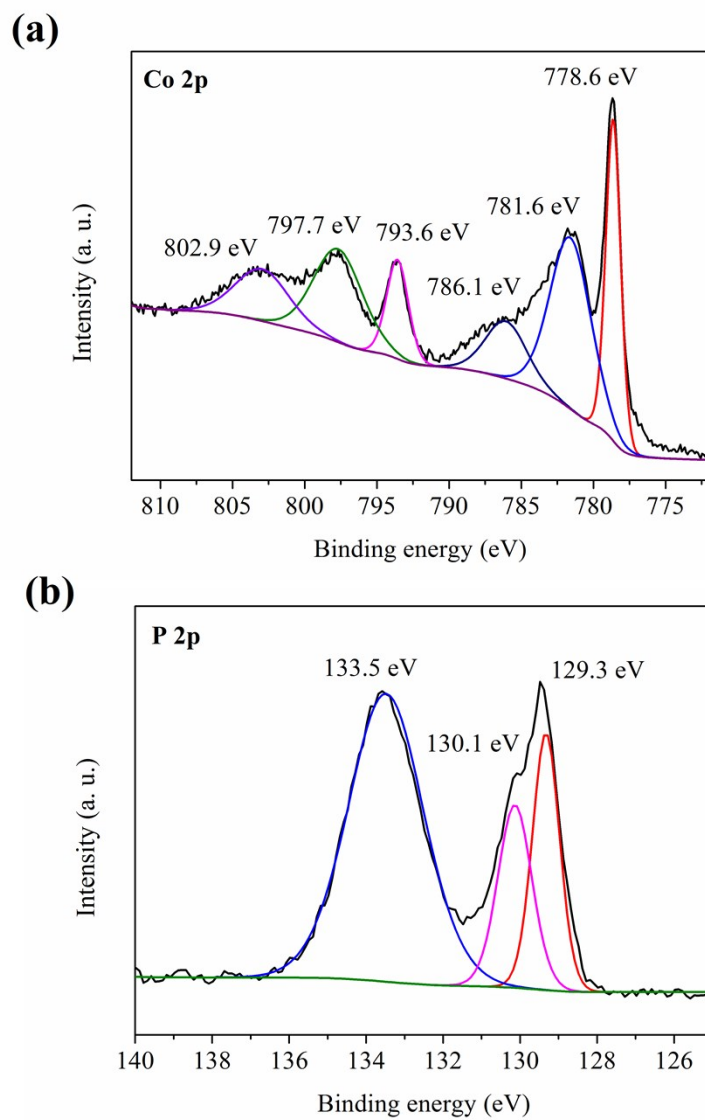 (a)
Co 2p
778.6 eV
781.6 eV
786.1 eV
793.6 eV
797.7 eV
802.9 eV
Intensity (a. u.)
810 805 800 795 790 785 780 775
Binding energy (eV)
(b)
P 2p
133.5 eV
129.3 eV
130.1 eV
Intensity (a. u.)
140 138 136 134 132 130 128 126
Binding energy (eV)